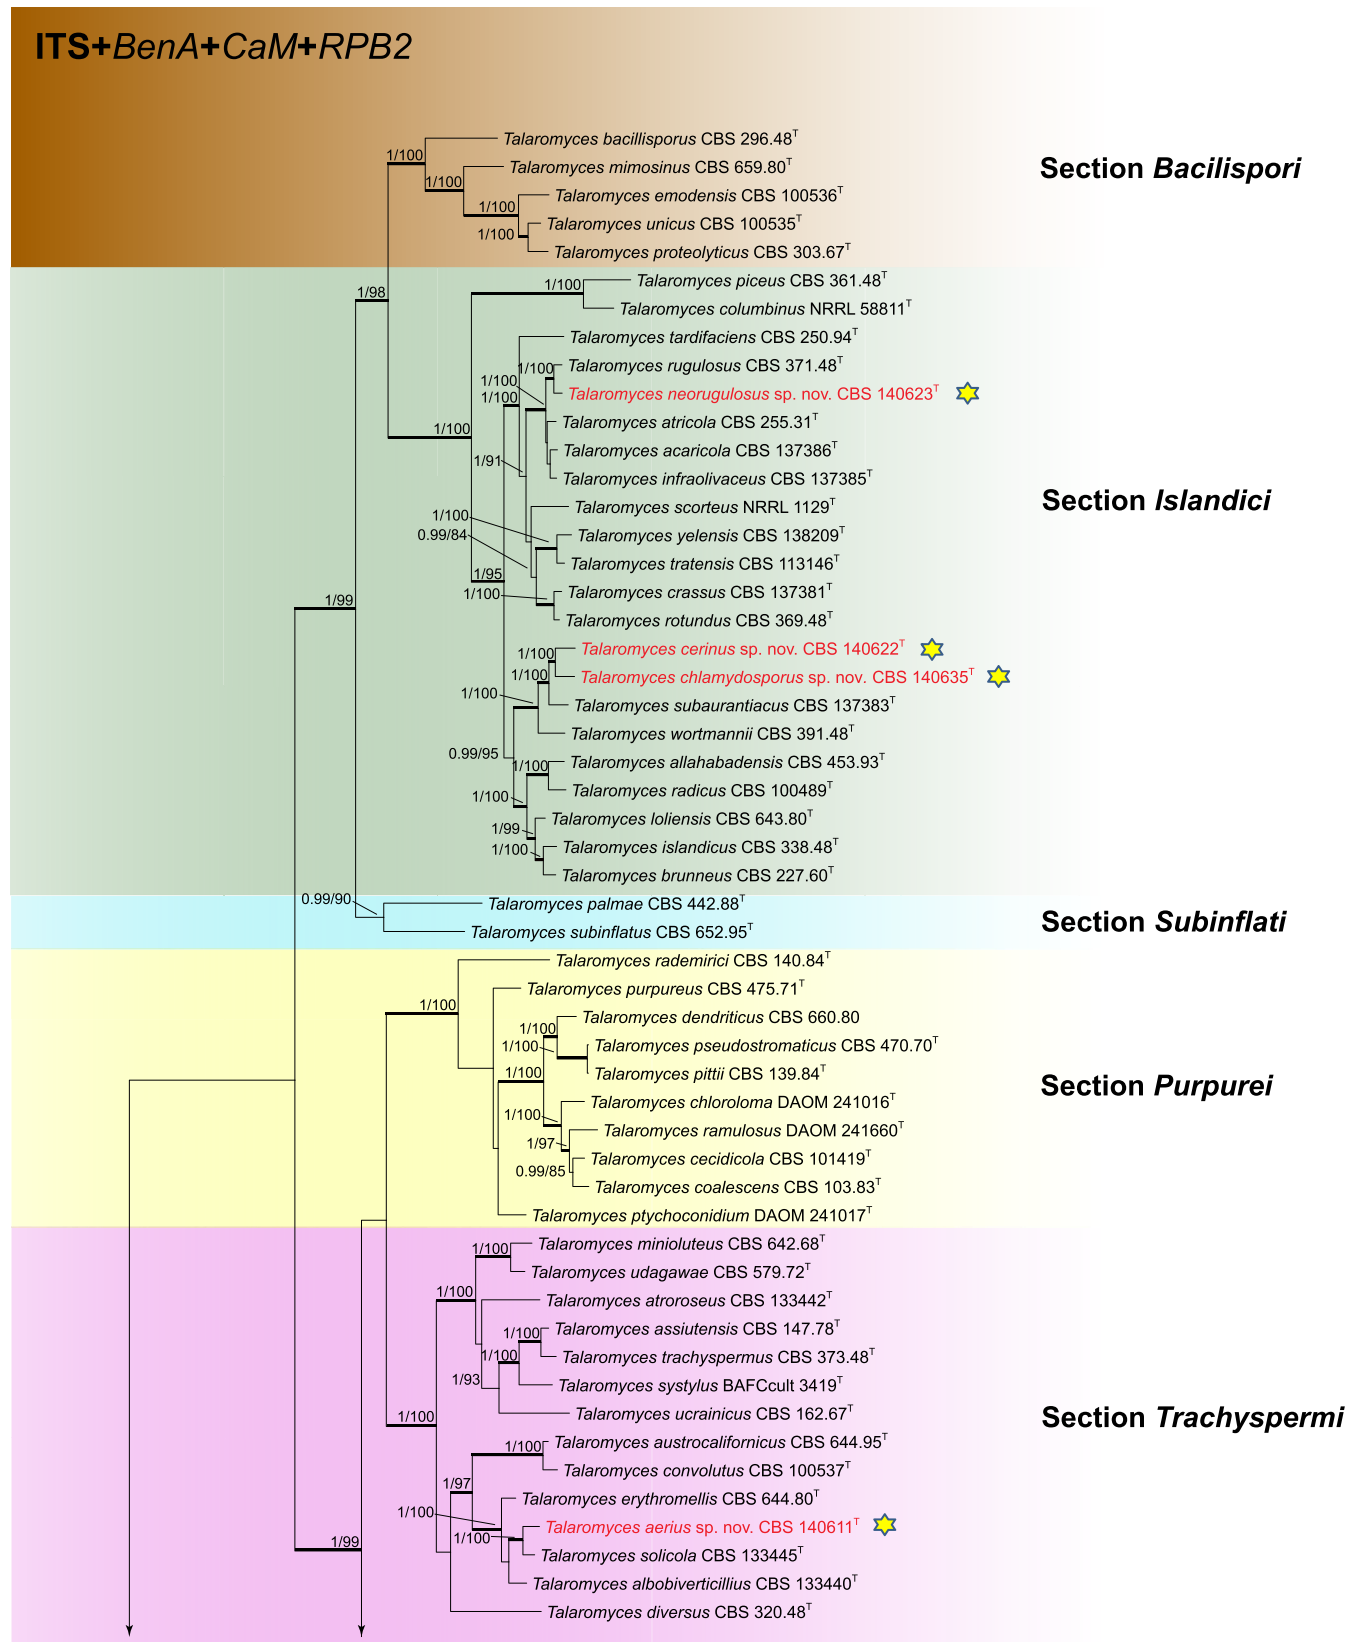 ITS+BenA+CaM+RPB2
Talaromyces bacillisporus CBS 296.48T
1/100
Talaromyces mimosinus CBS 659.80T
Section Bacilispori
1/100
Talaromyces emodensis CBS 100536T
1/100
Talaromyces unicus CBS 100535T
1/100
Talaromyces proteolyticus CBS 303.67T
Talaromyces piceus CBS 361.48T
1/100
1/98
Talaromyces columbinus NRRL 58811T
Talaromyces tardifaciens CBS 250.94T
Talaromyces rugulosus CBS 371.48T
1/100
1/100
Talaromyces neorugulosus sp. nov. CBS 140623T
1/100
Talaromyces atricola CBS 255.31T
1/100
Talaromyces acaricola CBS 137386T
1/91
Talaromyces infraolivaceus CBS 137385T
Section Islandici
Talaromyces scorteus NRRL 1129T
1/100
Talaromyces yelensis CBS 138209T
0.99/84
Talaromyces tratensis CBS 113146T
1/95
Talaromyces crassus CBS 137381T
1/100
1/99
Talaromyces rotundus CBS 369.48T
Talaromyces cerinus sp. nov. CBS 140622T
1/100
Talaromyces chlamydosporus sp. nov. CBS 140635T
1/100
1/100
Talaromyces subaurantiacus CBS 137383T
Talaromyces wortmannii CBS 391.48T
0.99/95
Talaromyces allahabadensis CBS 453.93T
1/100
Talaromyces radicus CBS 100489T
1/100
Talaromyces loliensis CBS 643.80T
1/99
Talaromyces islandicus CBS 338.48T
1/100
Talaromyces brunneus CBS 227.60T
0.99/90
Talaromyces palmae CBS 442.88T
Section Subinflati
Talaromyces subinflatus CBS 652.95T
Talaromyces rademirici CBS 140.84T
Talaromyces purpureus CBS 475.71T
1/100
Talaromyces dendriticus CBS 660.80
1/100
1/100
Talaromyces pseudostromaticus CBS 470.70T
1/100
Talaromyces pittii CBS 139.84T
Section Purpurei
Talaromyces chloroloma DAOM 241016T
1/100
Talaromyces ramulosus DAOM 241660T
1/97
Talaromyces cecidicola CBS 101419T
0.99/85
Talaromyces coalescens CBS 103.83T
Talaromyces ptychoconidium DAOM 241017T
Talaromyces minioluteus CBS 642.68T
1/100
Talaromyces udagawae CBS 579.72T
1/100
Talaromyces atroroseus CBS 133442T
Talaromyces assiutensis CBS 147.78T
1/100
Talaromyces trachyspermus CBS 373.48T
1/100
1/93
Talaromyces systylus BAFCcult 3419T
Talaromyces ucrainicus CBS 162.67T
1/100
Section Trachyspermi
Talaromyces austrocalifornicus CBS 644.95T
1/100
Talaromyces convolutus CBS 100537T
1/97
Talaromyces erythromellis CBS 644.80T
1/100
Talaromyces aerius sp. nov. CBS 140611T
1/100
1/99
Talaromyces solicola CBS 133445T
Talaromyces albobiverticillius CBS 133440T
Talaromyces diversus CBS 320.48T